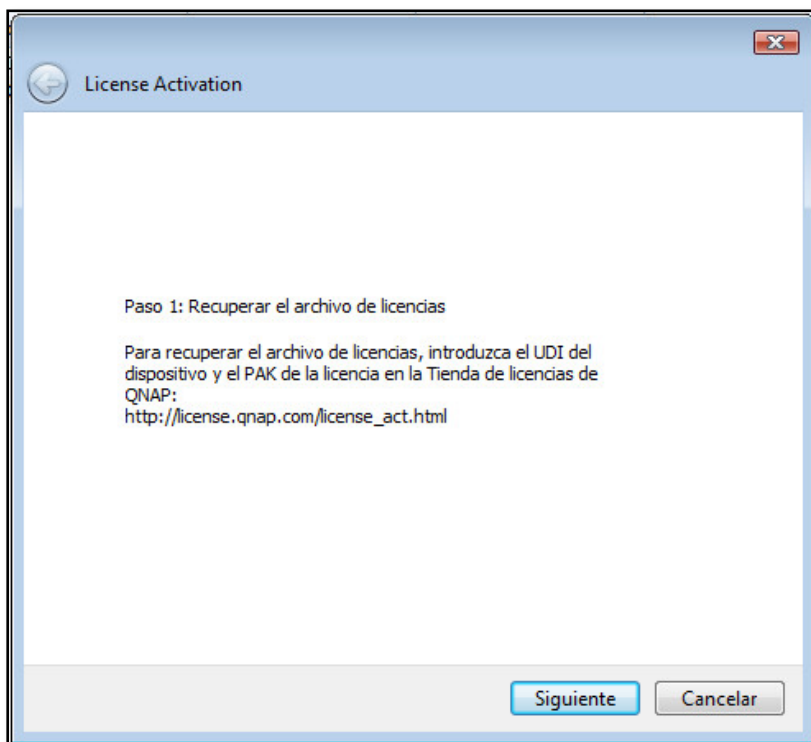 License Activation
Paso 1: Recuperar el archivo de licencias
Para recuperar el archivo de licencias, introduzca el UDI del
dispositivo y el PAK de la licencia en la Tienda de licencias de
QNAP:
http://license.qnap.com/license_act.html
Siguiente
Cancelar